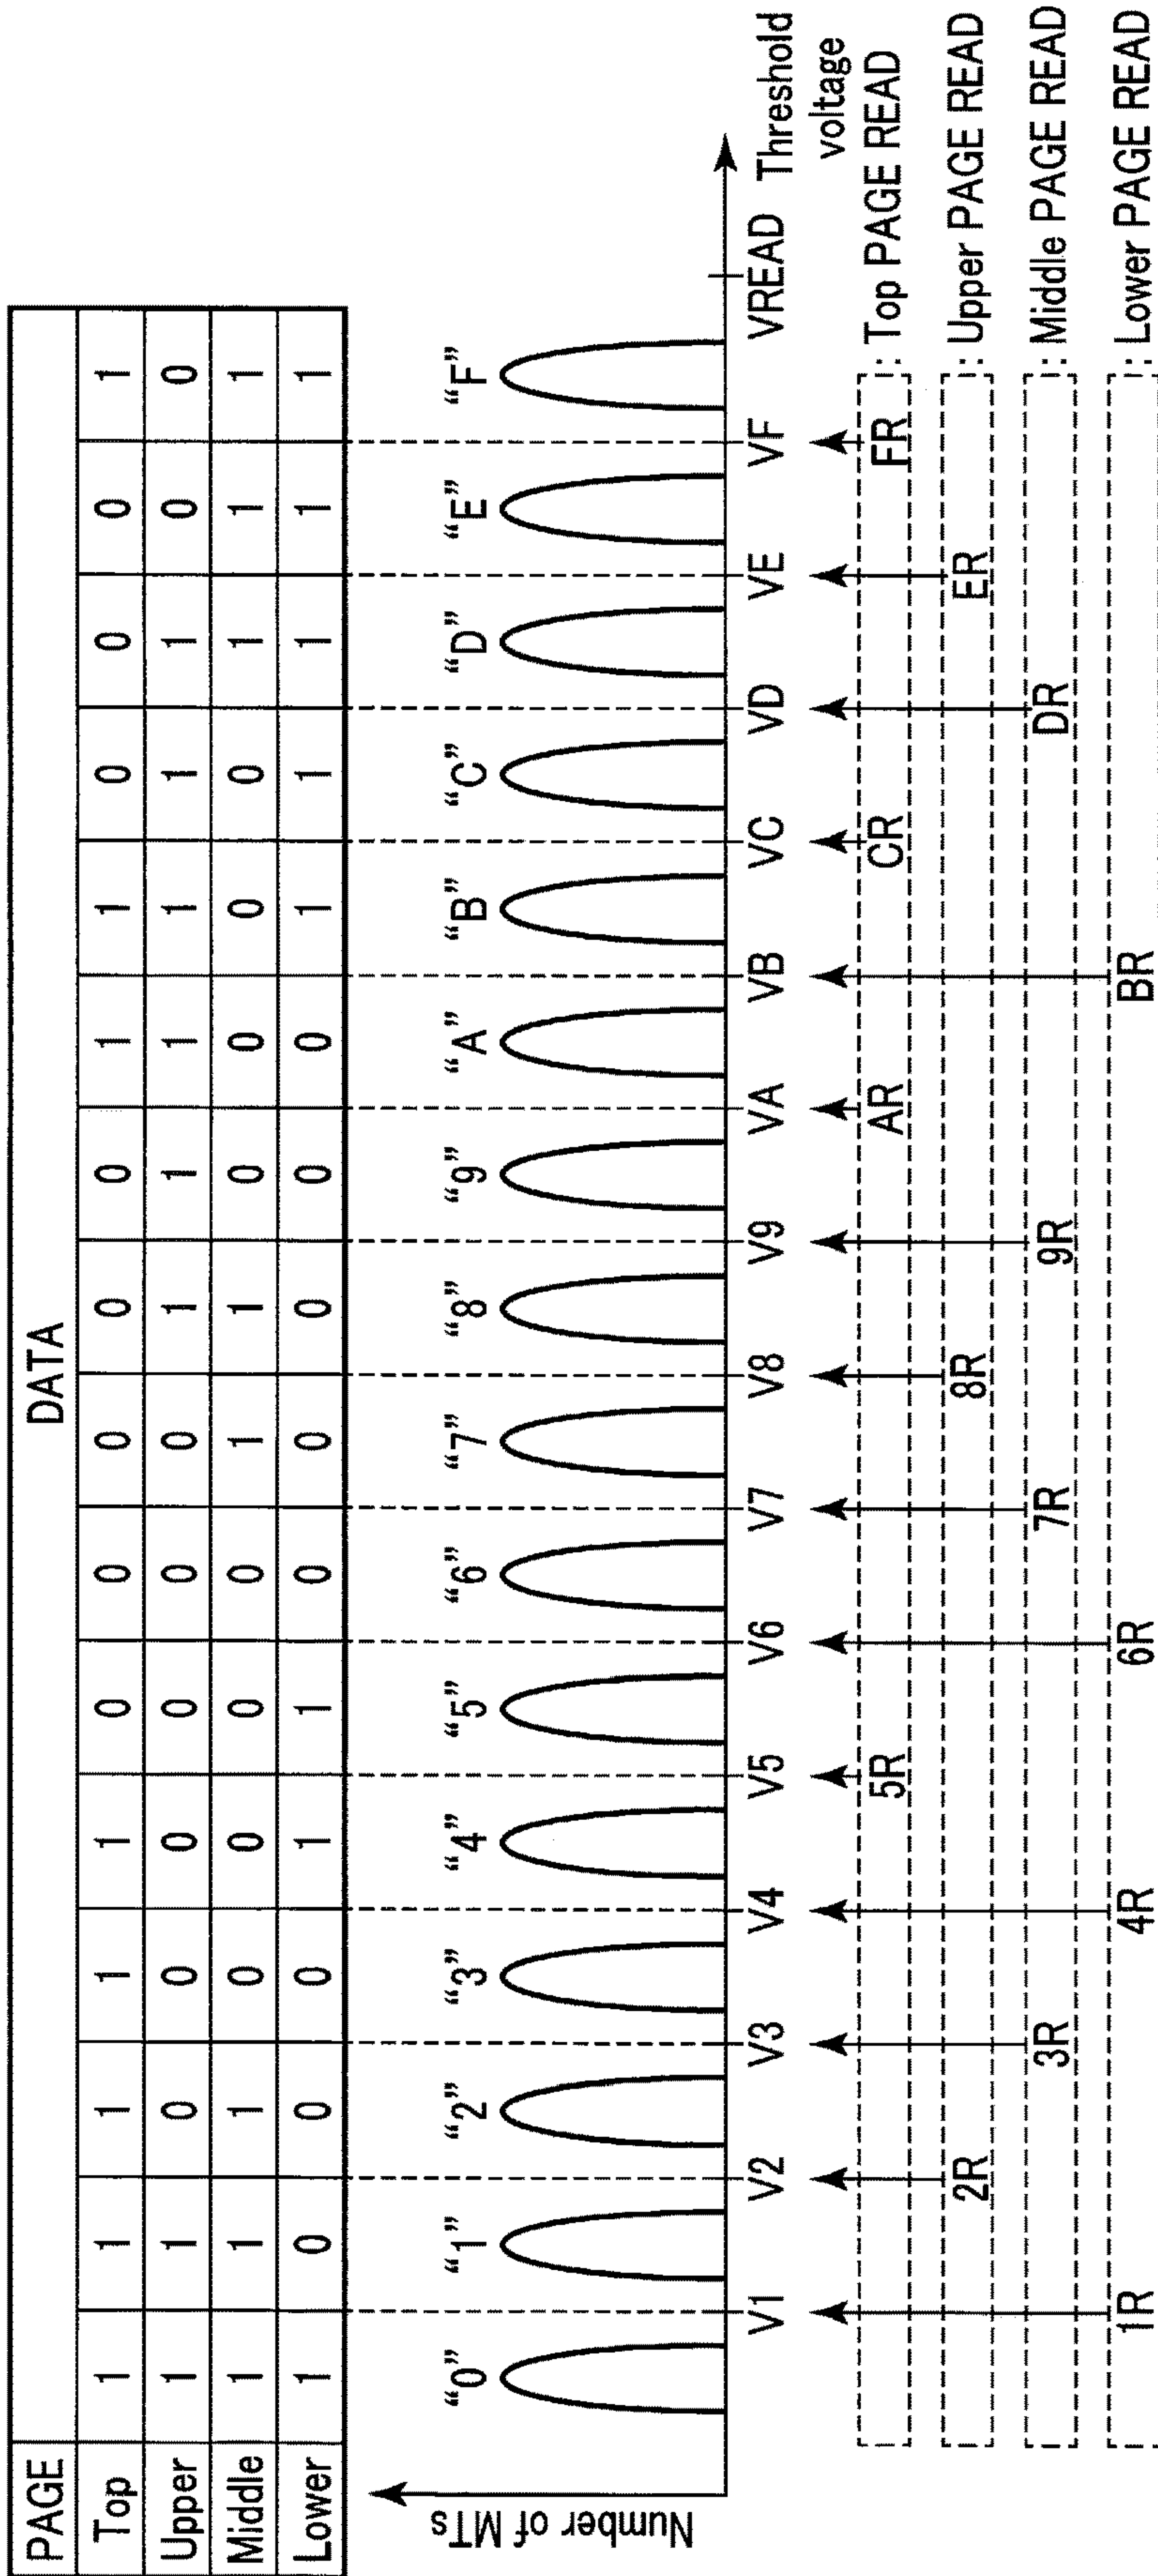 PAGE DATA
Top 1 1 1 1 1 0 0 0 0 0 1 1 0 0 0 1
Upper 1 1 0 0 0 0 0 0 1 1 1 1 1 1 0 0
Middle 1 1 1 0 0 0 0 1 1 0 0 0 0 1 1 1
Lower 1 0 0 0 1 1 0 0 0 0 0 1 1 1 1 1
Number of MTs
“0” “1” “2” “3” “4” “5” “6” “7” “8” “9” “A” “B” “C” “D” “E” “F”
V1 V2 V3 V4 V5 V6 V7 V8 V9 VA VB VC VD VE VF VREAD Threshold
voltage
5R AR CR FR : Top PAGE READ
2R 8R ER : Upper PAGE READ
3R 7R 9R DR : Middle PAGE READ
1R 4R 6R BR : Lower PAGE READ